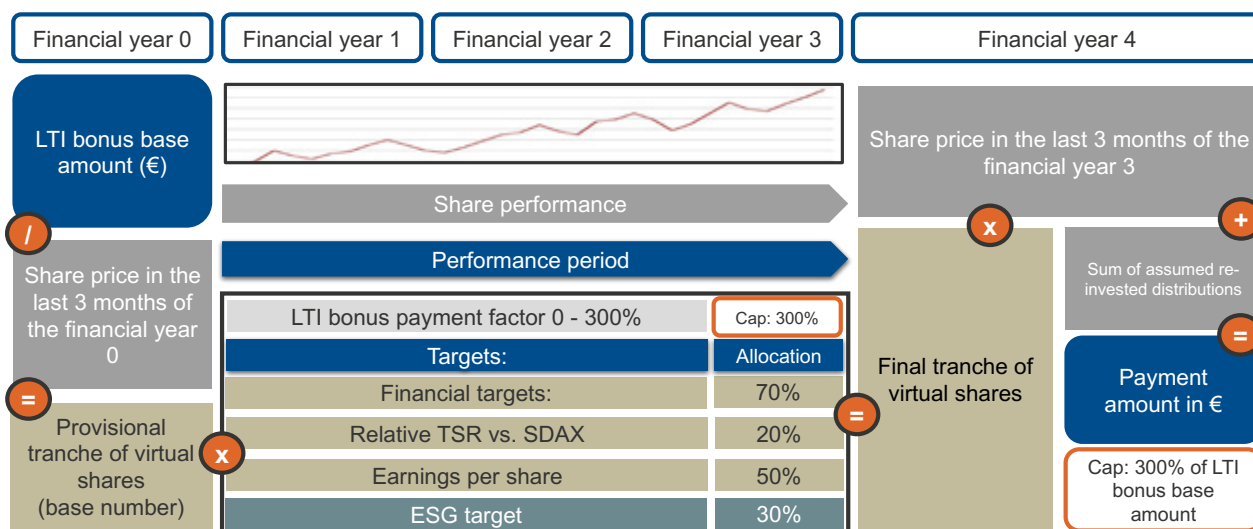 Financial year 0
Financial year 1
Financial year 2
Financial year 3
Financial year 4
LTI bonus base
amount (€)
/
Share price in the
last 3 months of
the financial year
0
=
Provisional
tranche of virtual
shares
(base number)
x
Share performance
Performance period
LTI bonus payment factor 0 - 300%
Cap: 300%
Targets:
Allocation
Financial targets:
70%
Relative TSR vs. SDAX
20%
Earnings per share
50%
ESG target
30%
=
Share price in the last 3 months of the
financial year 3
x
+
Final tranche of
virtual shares
Sum of assumed re-
invested distributions
=
Payment
amount in €
Cap: 300% of LTI
bonus base
amount